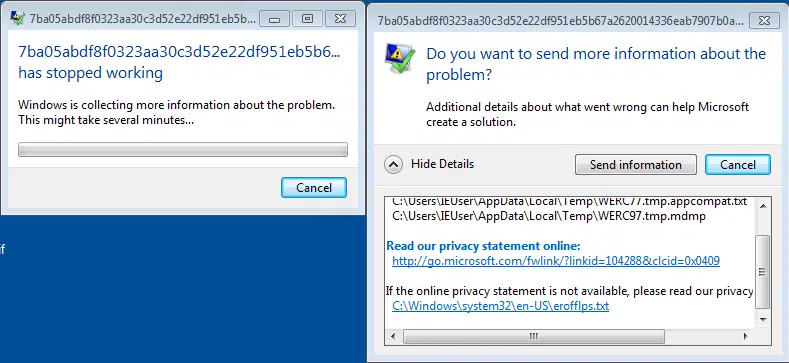 7ba05abdf8f0323aa30c3d52e22df951eb5b...
7ba05abdf8f0323aa30c3d52e22df951eb5b6...
has stopped working
Windows is collecting more information about the problem.
This might take several minutes...
Cancel
if
7ba05abdf8f0323aa30c3d52e22df951eb5b67a2620014336eab7907b0a...
Do you want to send more information about the
problem?
Additional details about what went wrong can help Microsoft
create a solution.
Hide Details
Send information
Cancel
C:\Users\IEUser\AppData\Local\Temp\WERC77.tmp.appcompat.txt
C:\Users\IEUser\AppData\Local\Temp\WERC97.tmp.mdmp
Read our privacy statement online:
http://go.microsoft.com/fwlink/?linkid=104288&clcid=0x0409
If the online privacy statement is not available, please read our privacy
C:\Windows\system32\en-US\erofflps.txt